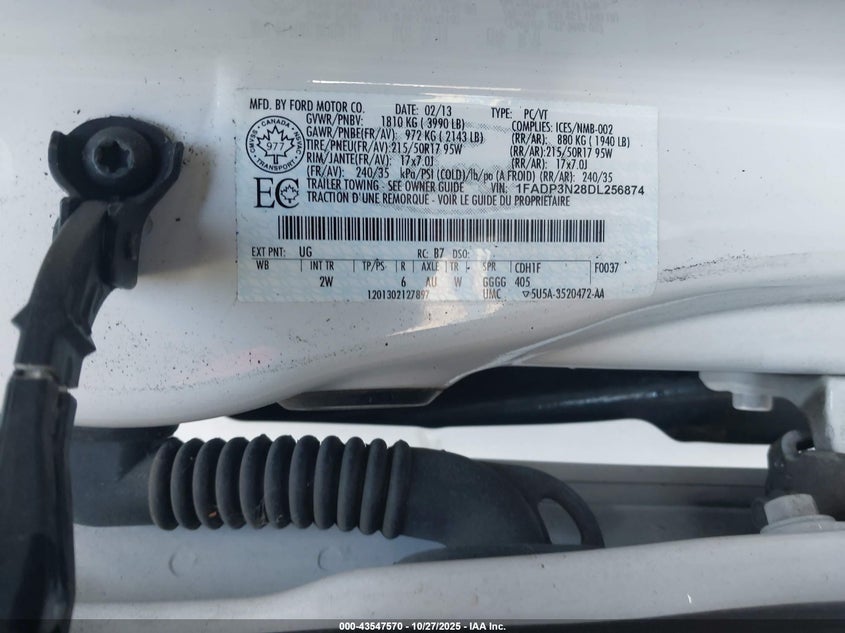 MFD. BY FORD MOTOR CO. DATE: 02/13 TYPE: PC/VT
GVWR/PNBV: 1810 KG ( 3990 LB) COMPLIES: ICES/NMB-002
GAWR/PNBE(FR/AV): 972 KG ( 2143 LB) (RR/AR): 880 KG ( 1940 LB)
TIRE/PNEU(FR/AV): 215/50R17 95W (RR/AR): 215/50R17 95W
RIM/JANTE(FR/AV): 17x7.0J (RR/AR): 17x7.0J
(FR/AV): 240/35 kPa/PSI (COLD)/lb/po (A FROID) (RR/AR): 240/35
TRAILER TOWING - SEE OWNER GUIDE VIN: 1FADP3N28DL256874
TRACTION D'UNE REMORQUE - VOIR LE GUIDE DU PROPIETAIRE
CANADA
977
TRANSPORT
EC
EXT PNT: UG RC: B7 DSO:
WB INT TR TP/PS R AXLE TR - SPR CDH1F F0037
2W 6 AU W GGGG 405
1201302127897 UMC ▽5U5A-3520472-AA
000-43547570 | 10/27/2025 - IAA Inc.